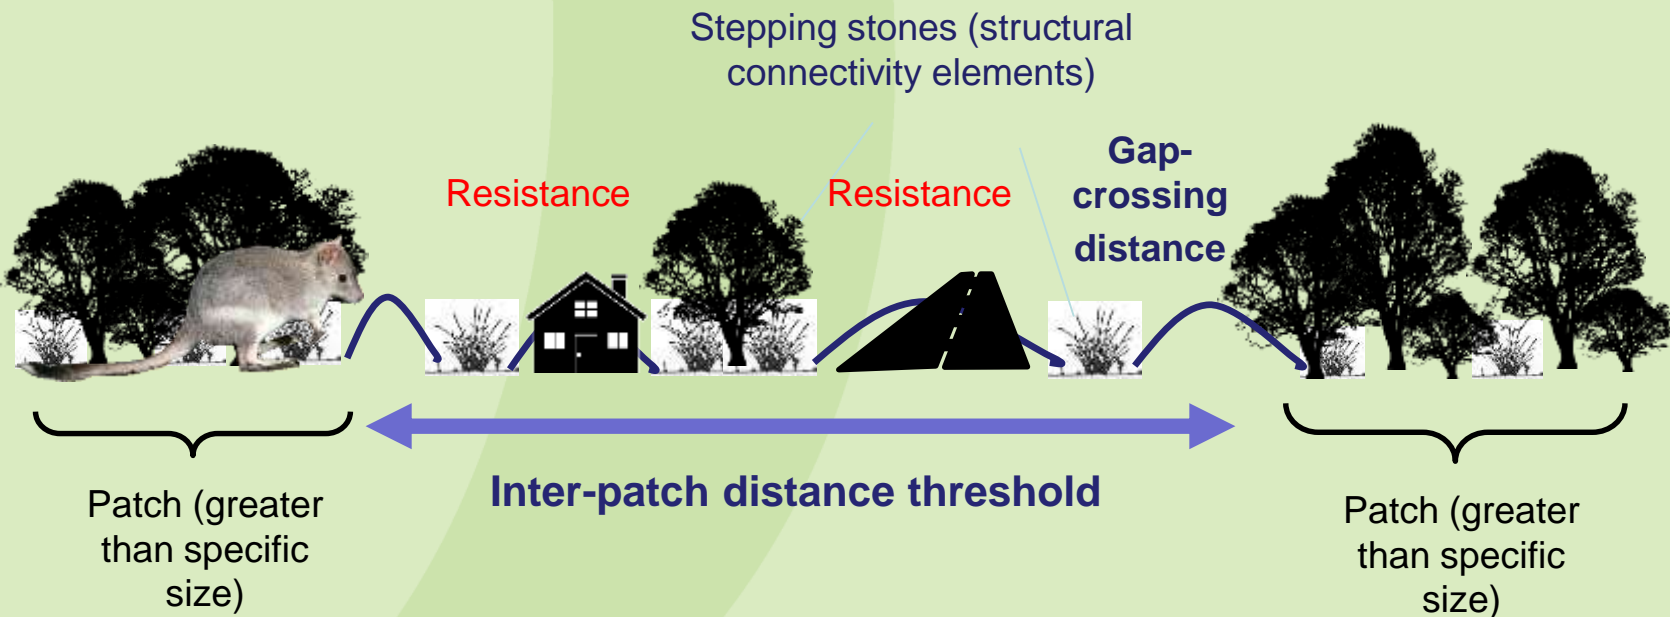 Stepping stones (structural
connectivity elements)
Resistance
Resistance
Gap-
crossing
distance
Inter-patch distance threshold
Patch (greater
than specific
size)
Patch (greater
than specific
size)